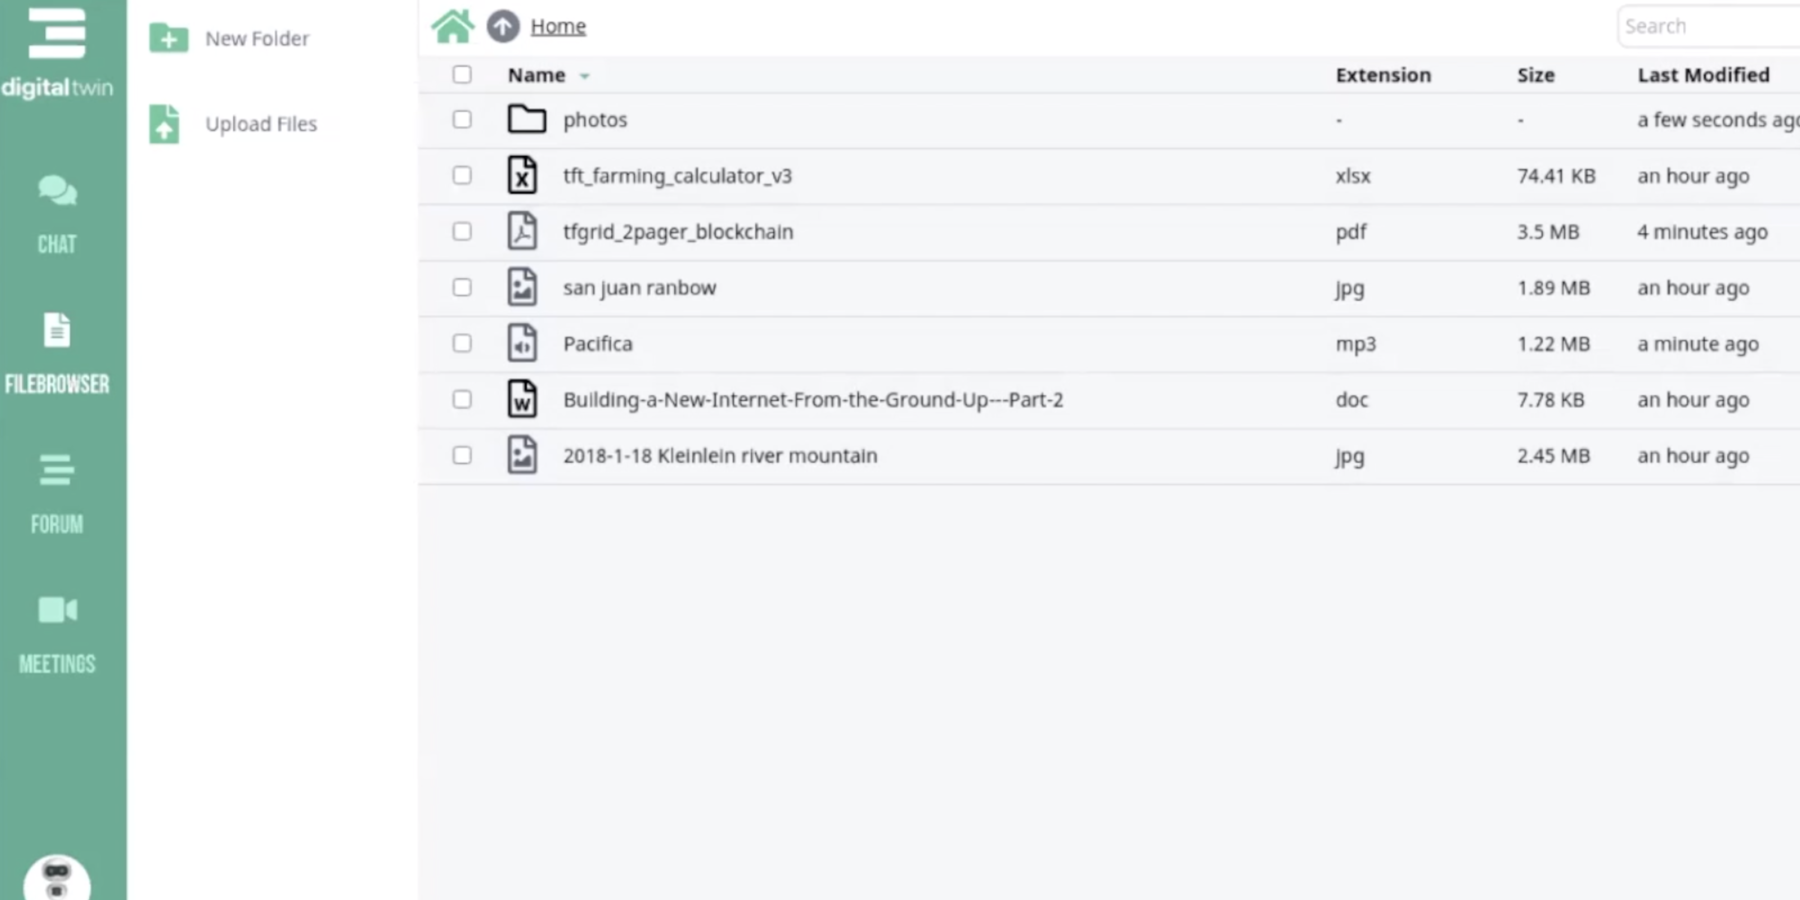 digitaltwin
CHAT
FILEBROWSER
FORUM
MEETINGS
New Folder
Upload Files
Home
Search
Name Extension Size Last Modified
photos - - a few seconds ago
tft_farming_calculator_v3 xlsx 74.41 KB an hour ago
tfgrid_2pager_blockchain pdf 3.5 MB 4 minutes ago
san juan ranbow jpg 1.89 MB an hour ago
Pacifica mp3 1.22 MB a minute ago
Building-a-New-Internet-From-the-Ground-Up---Part-2 doc 7.78 KB an hour ago
2018-1-18 Kleinlein river mountain jpg 2.45 MB an hour ago